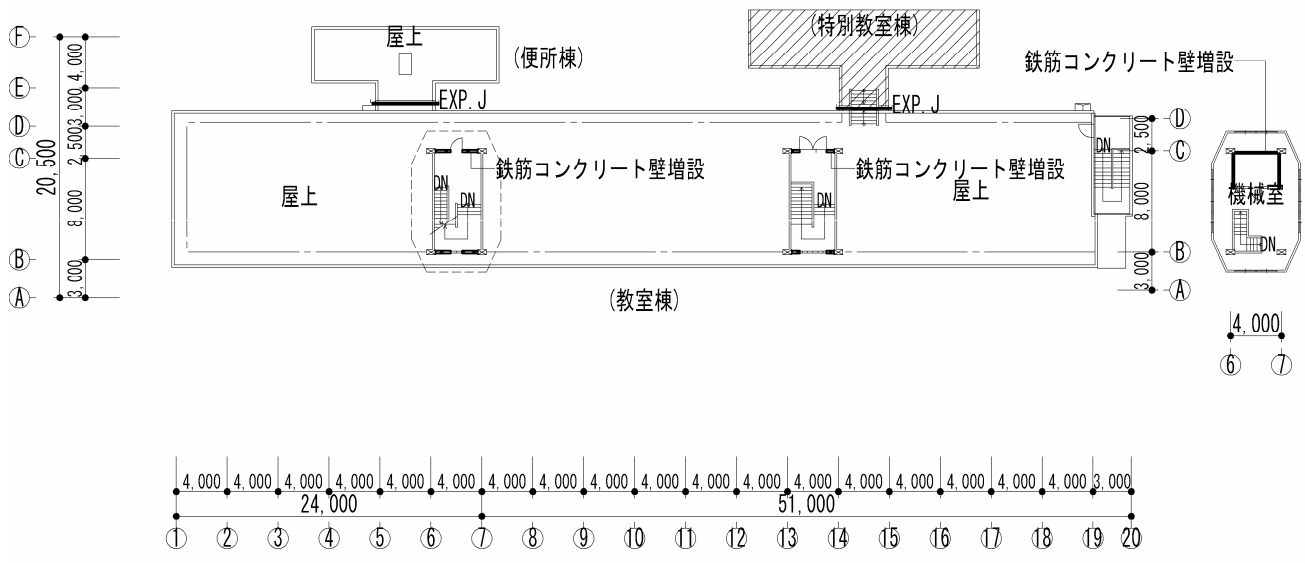 (特別教室棟)
屋上
(便所棟)
鉄筋コンクリート壁増設
EXP.J
EXP.J
F
E
D
C
B
A
4,000
3,000
2,500
8,000
3,000
20,500
屋上
DN
DN
鉄筋コンクリート壁増設
DN
鉄筋コンクリート壁増設
屋上
DN
D
C
B
A
2,500
8,000
3,000
機械室
DN
(教室棟)
4,000
6 7
4,000 4,000 4,000 4,000 4,000 4,000 4,000 4,000 4,000 4,000 4,000 4,000 4,000 4,000 4,000 4,000 4,000 4,000 3,000
24,000 51,000
1 2 3 4 5 6 7 8 9 10 11 12 13 14 15 16 17 18 19 20